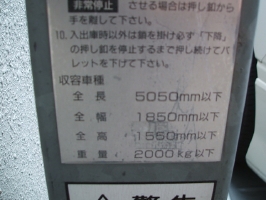 非常停止 させる場合は押し釦から
手を離して下さい。
10. 入出車時以外は鎖を掛け必ず「下降」
の押し釦を停止するまで押し続けてパ
レットを下げて下さい。
収容車種
全長 5050mm以下
全幅 1850mm以下
全高 1550mm以下
重量 2000kg以下
警告